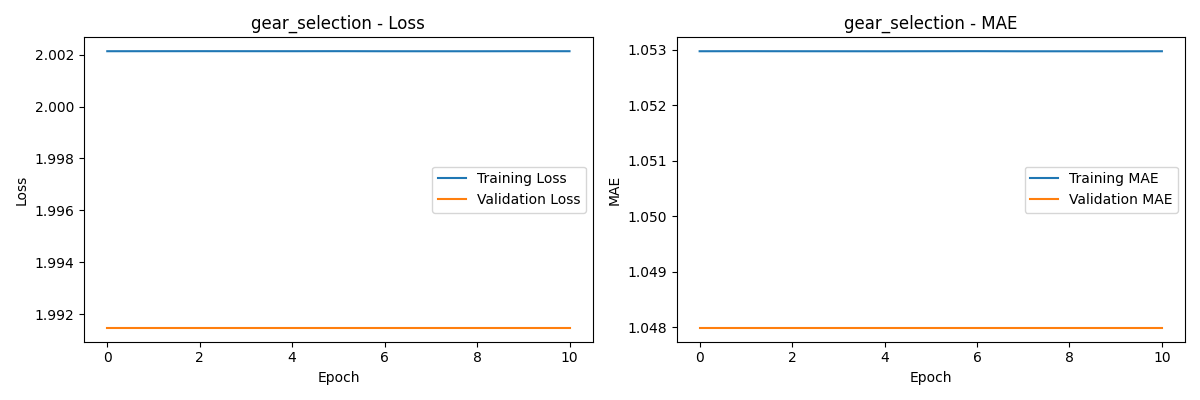 gear_selection - Loss
2.002
2.000
1.998
1.996
1.994
1.992
Loss
0 2 4 6 8 10
Epoch
Training Loss
Validation Loss
gear_selection - MAE
1.053
1.052
1.051
1.050
1.049
1.048
MAE
0 2 4 6 8 10
Epoch
Training MAE
Validation MAE